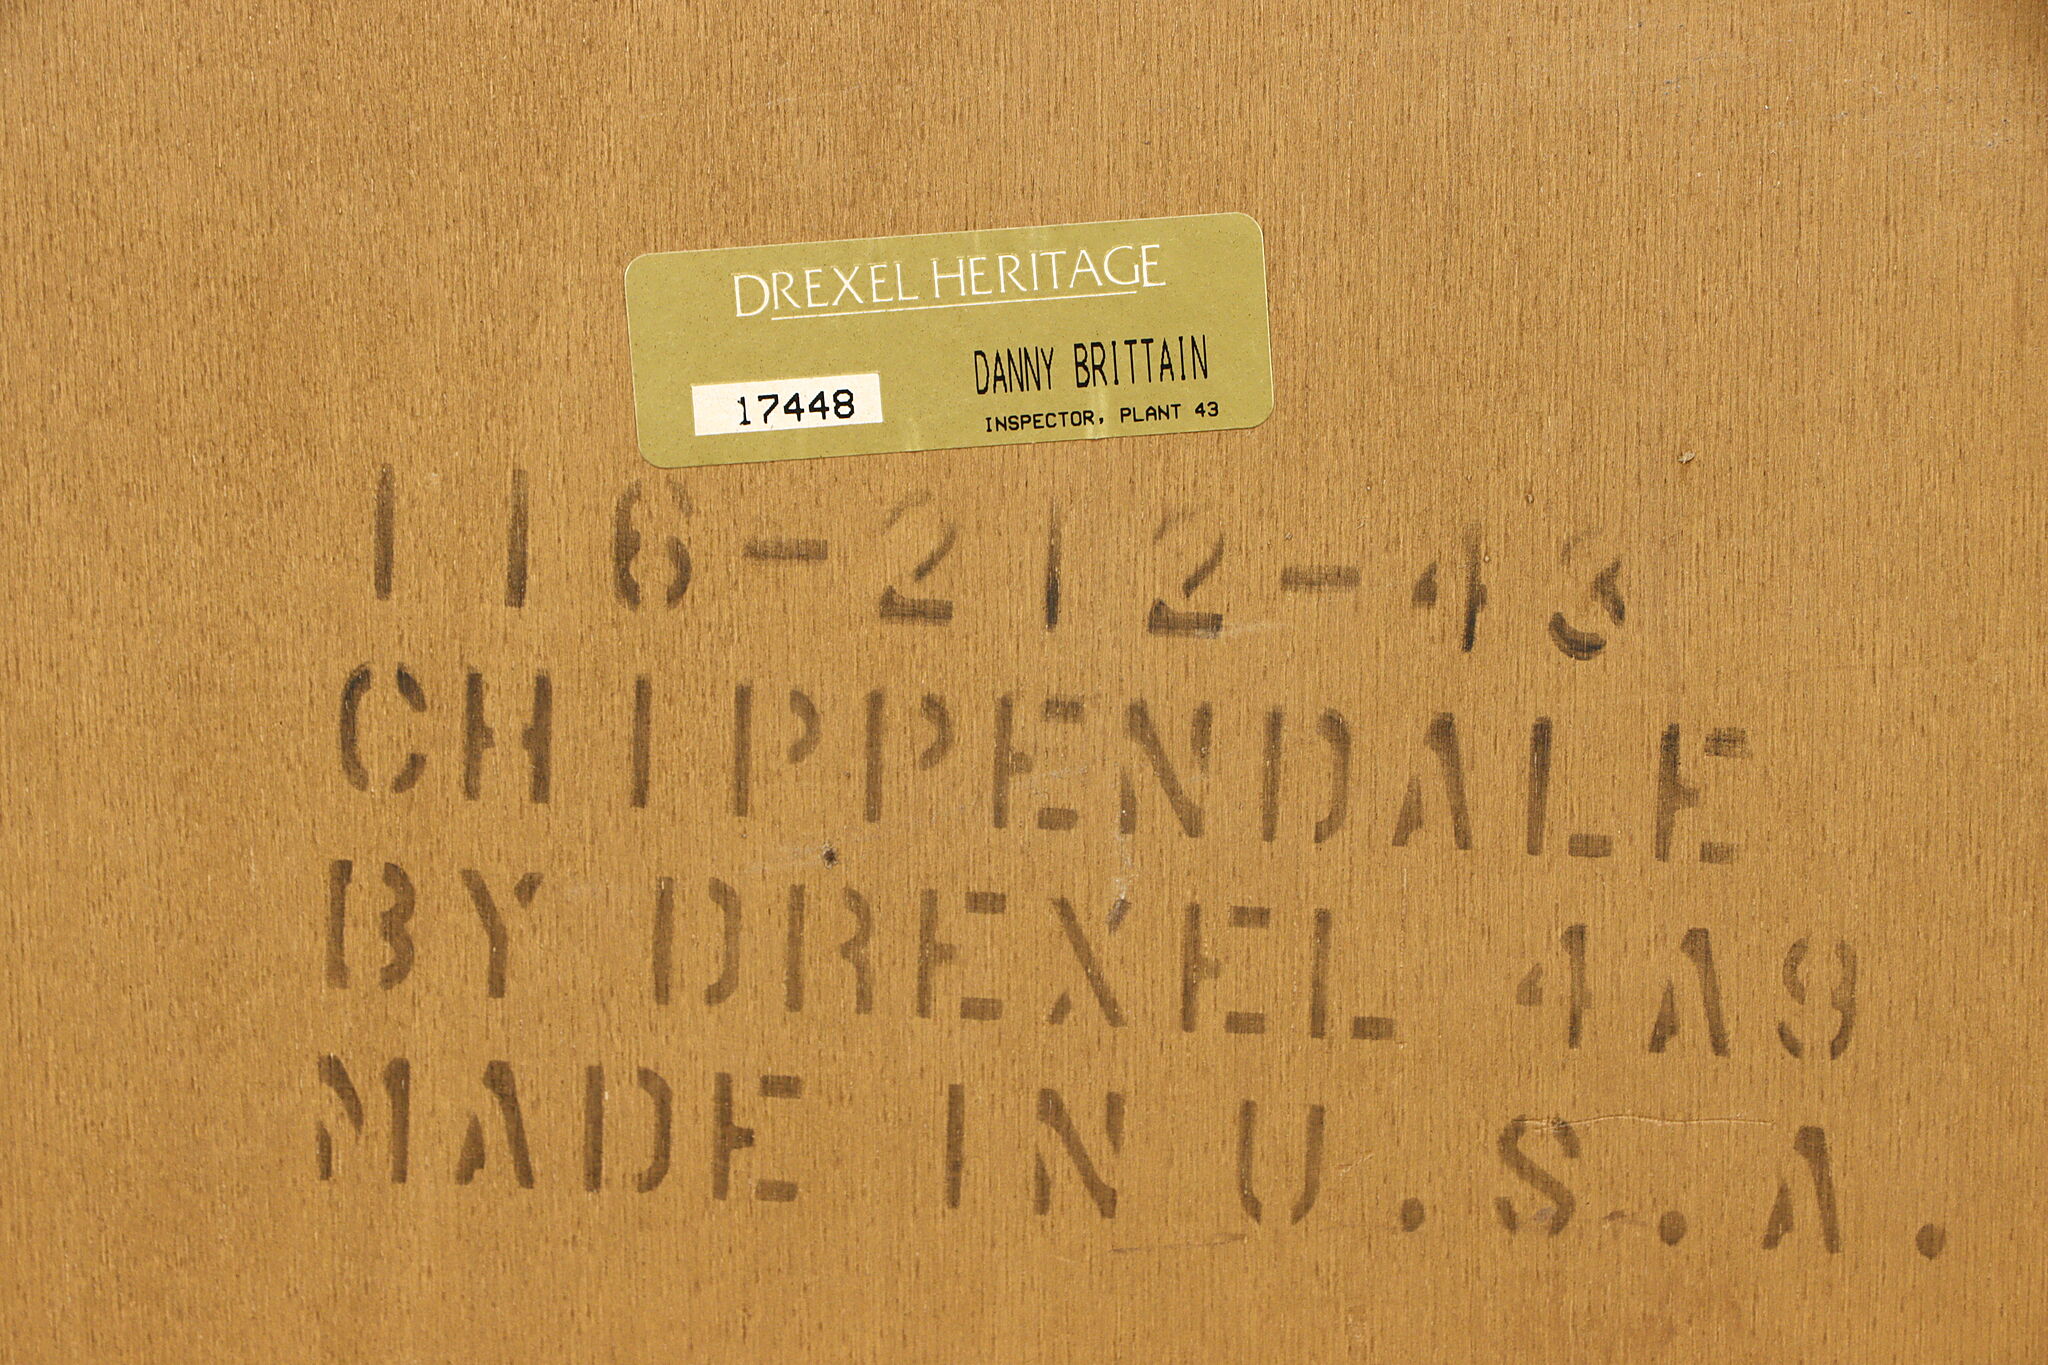 DREXEL HERITAGE
DANNY BRITTAIN
17448
INSPECTOR, PLANT 43
116-212-43
CHIPPENDALE
BY DREXEL 4A9
MADE IN U.S.A.